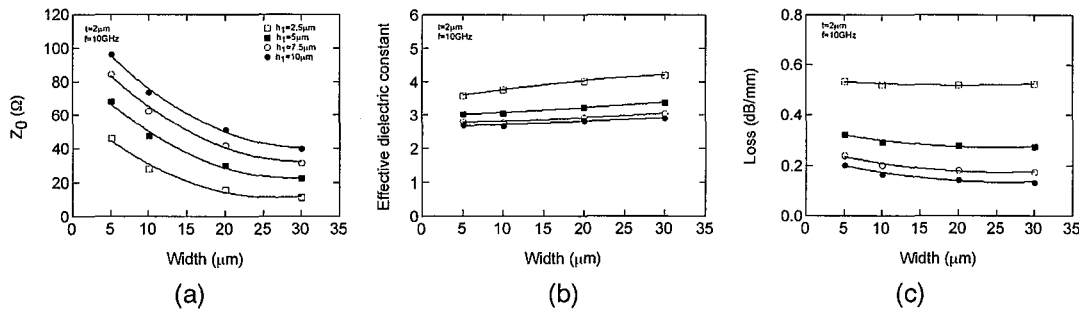 t=2μm
f=10GHz
h₁=2.5μm
h₁=5μm
h₁=7.5μm
h₁=10μm
120
100
80
60
40
20
0
Z₀ (Ω)
0 5 10 15 20 25 30 35
Width (μm)
(a)
t=2μm
f=10GHz
6
5
4
3
2
1
0
Effective dielectric constant
0 5 10 15 20 25 30 35
Width (μm)
(b)
t=2μm
f=10GHz
0.8
0.6
0.4
0.2
0.0
Loss (dB/mm)
0 5 10 15 20 25 30 35
Width (μm)
(c)